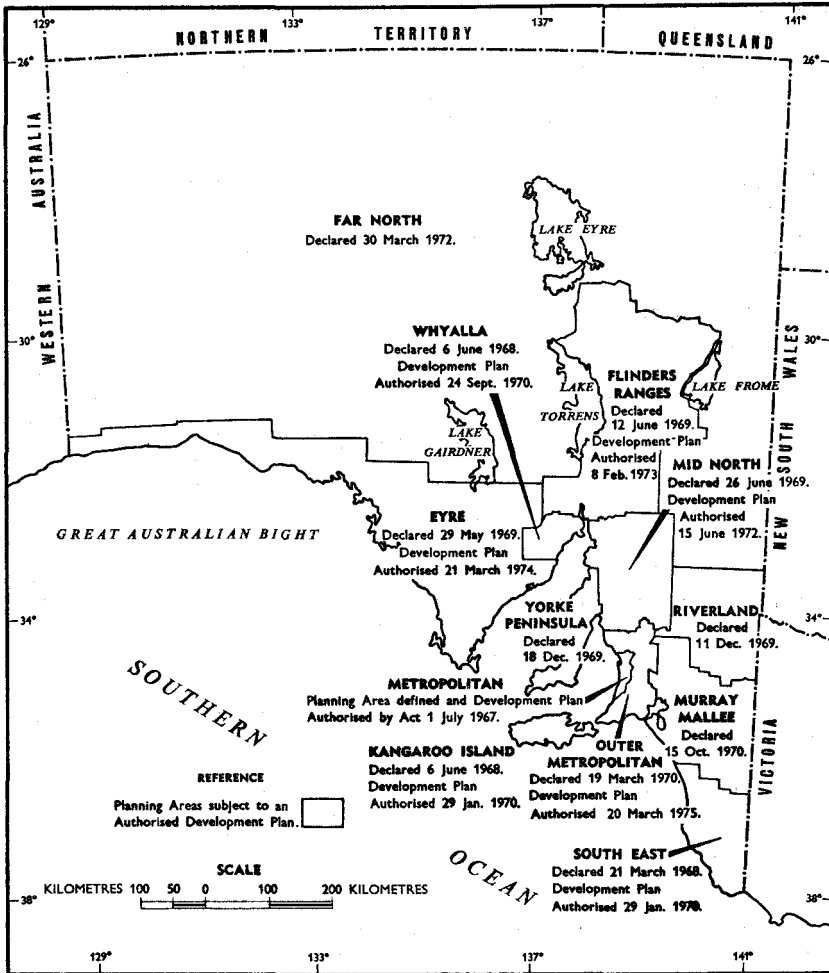 129°
133°
137°
141°
NORTHERN TERRITORY QUEENSLAND
26°
26°
WESTERN AUSTRALIA
FAR NORTH
Declared 30 March 1972.
LAKE EYRE
30°
30°
WHYALLA
Declared 6 June 1968.
Development Plan
Authorised 24 Sept. 1970.
LAKE TORRENS
FLINDERS
RANGES
Declared
12 June 1969.
Development Plan
Authorised
8 Feb. 1973
LAKE FROME
NEW SOUTH WALES
LAKE
GAIRDNER
MID NORTH
Declared 26 June 1969.
Development Plan
Authorised
15 June 1972.
GREAT AUSTRALIAN BIGHT
EYRE
Declared 29 May 1969.
Development Plan
Authorised 21 March 1974.
34°
34°
YORKE
PENINSULA
Declared
18 Dec. 1969.
RIVERLAND
Declared
11 Dec. 1969.
SOUTHERN
METROPOLITAN
Planning Area defined and Development Plan
Authorised by Act 1 July 1967.
MURRAY
MALLEE
Declared
15 Oct. 1970.
VICTORIA
KANGAROO ISLAND
Declared 6 June 1968.
Development Plan
Authorised 29 Jan. 1970.
OUTER
METROPOLITAN
Declared 19 March 1970.
Development Plan
Authorised 20 March 1975.
REFERENCE
Planning Areas subject to an
Authorised Development Plan.
OCEAN
SOUTH EAST
Declared 21 March 1968.
Development Plan
Authorised 29 Jan. 1970.
SCALE
KILOMETRES 100 50 0 100 200 KILOMETRES
38°
38°
129°
133°
137°
141°